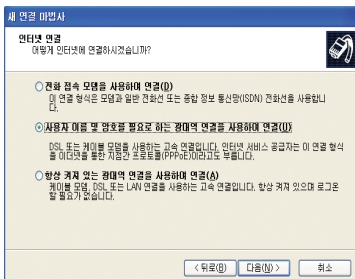 새 연결 마법사
인터넷 연결
어떻게 인터넷에 연결하시겠습니까?
전화 접속 모뎀을 사용하여 연결(D)
이 연결 형식은 모뎀과 일반 전화선 또는 종합 정보 통신망(ISDN) 전화선을 사용합니
다.
사용자 이름 및 암호를 필요로 하는 광대역 연결을 사용하여 연결(U)
DSL 또는 케이블 모뎀을 사용하는 고속 연결입니다. 인터넷 서비스 공급자는 이 연결 형식
을 이더넷을 통한 지점간 프로토콜(PPPoE)이라고도 부릅니다.
항상 켜져 있는 광대역 연결을 사용하여 연결(A)
케이블 모뎀, DSL 또는 LAN 연결을 사용하는 고속 연결입니다. 항상 켜져 있으며 로그온
할 필요가 없습니다.
< 뒤로(B) 다음(N) > 취소